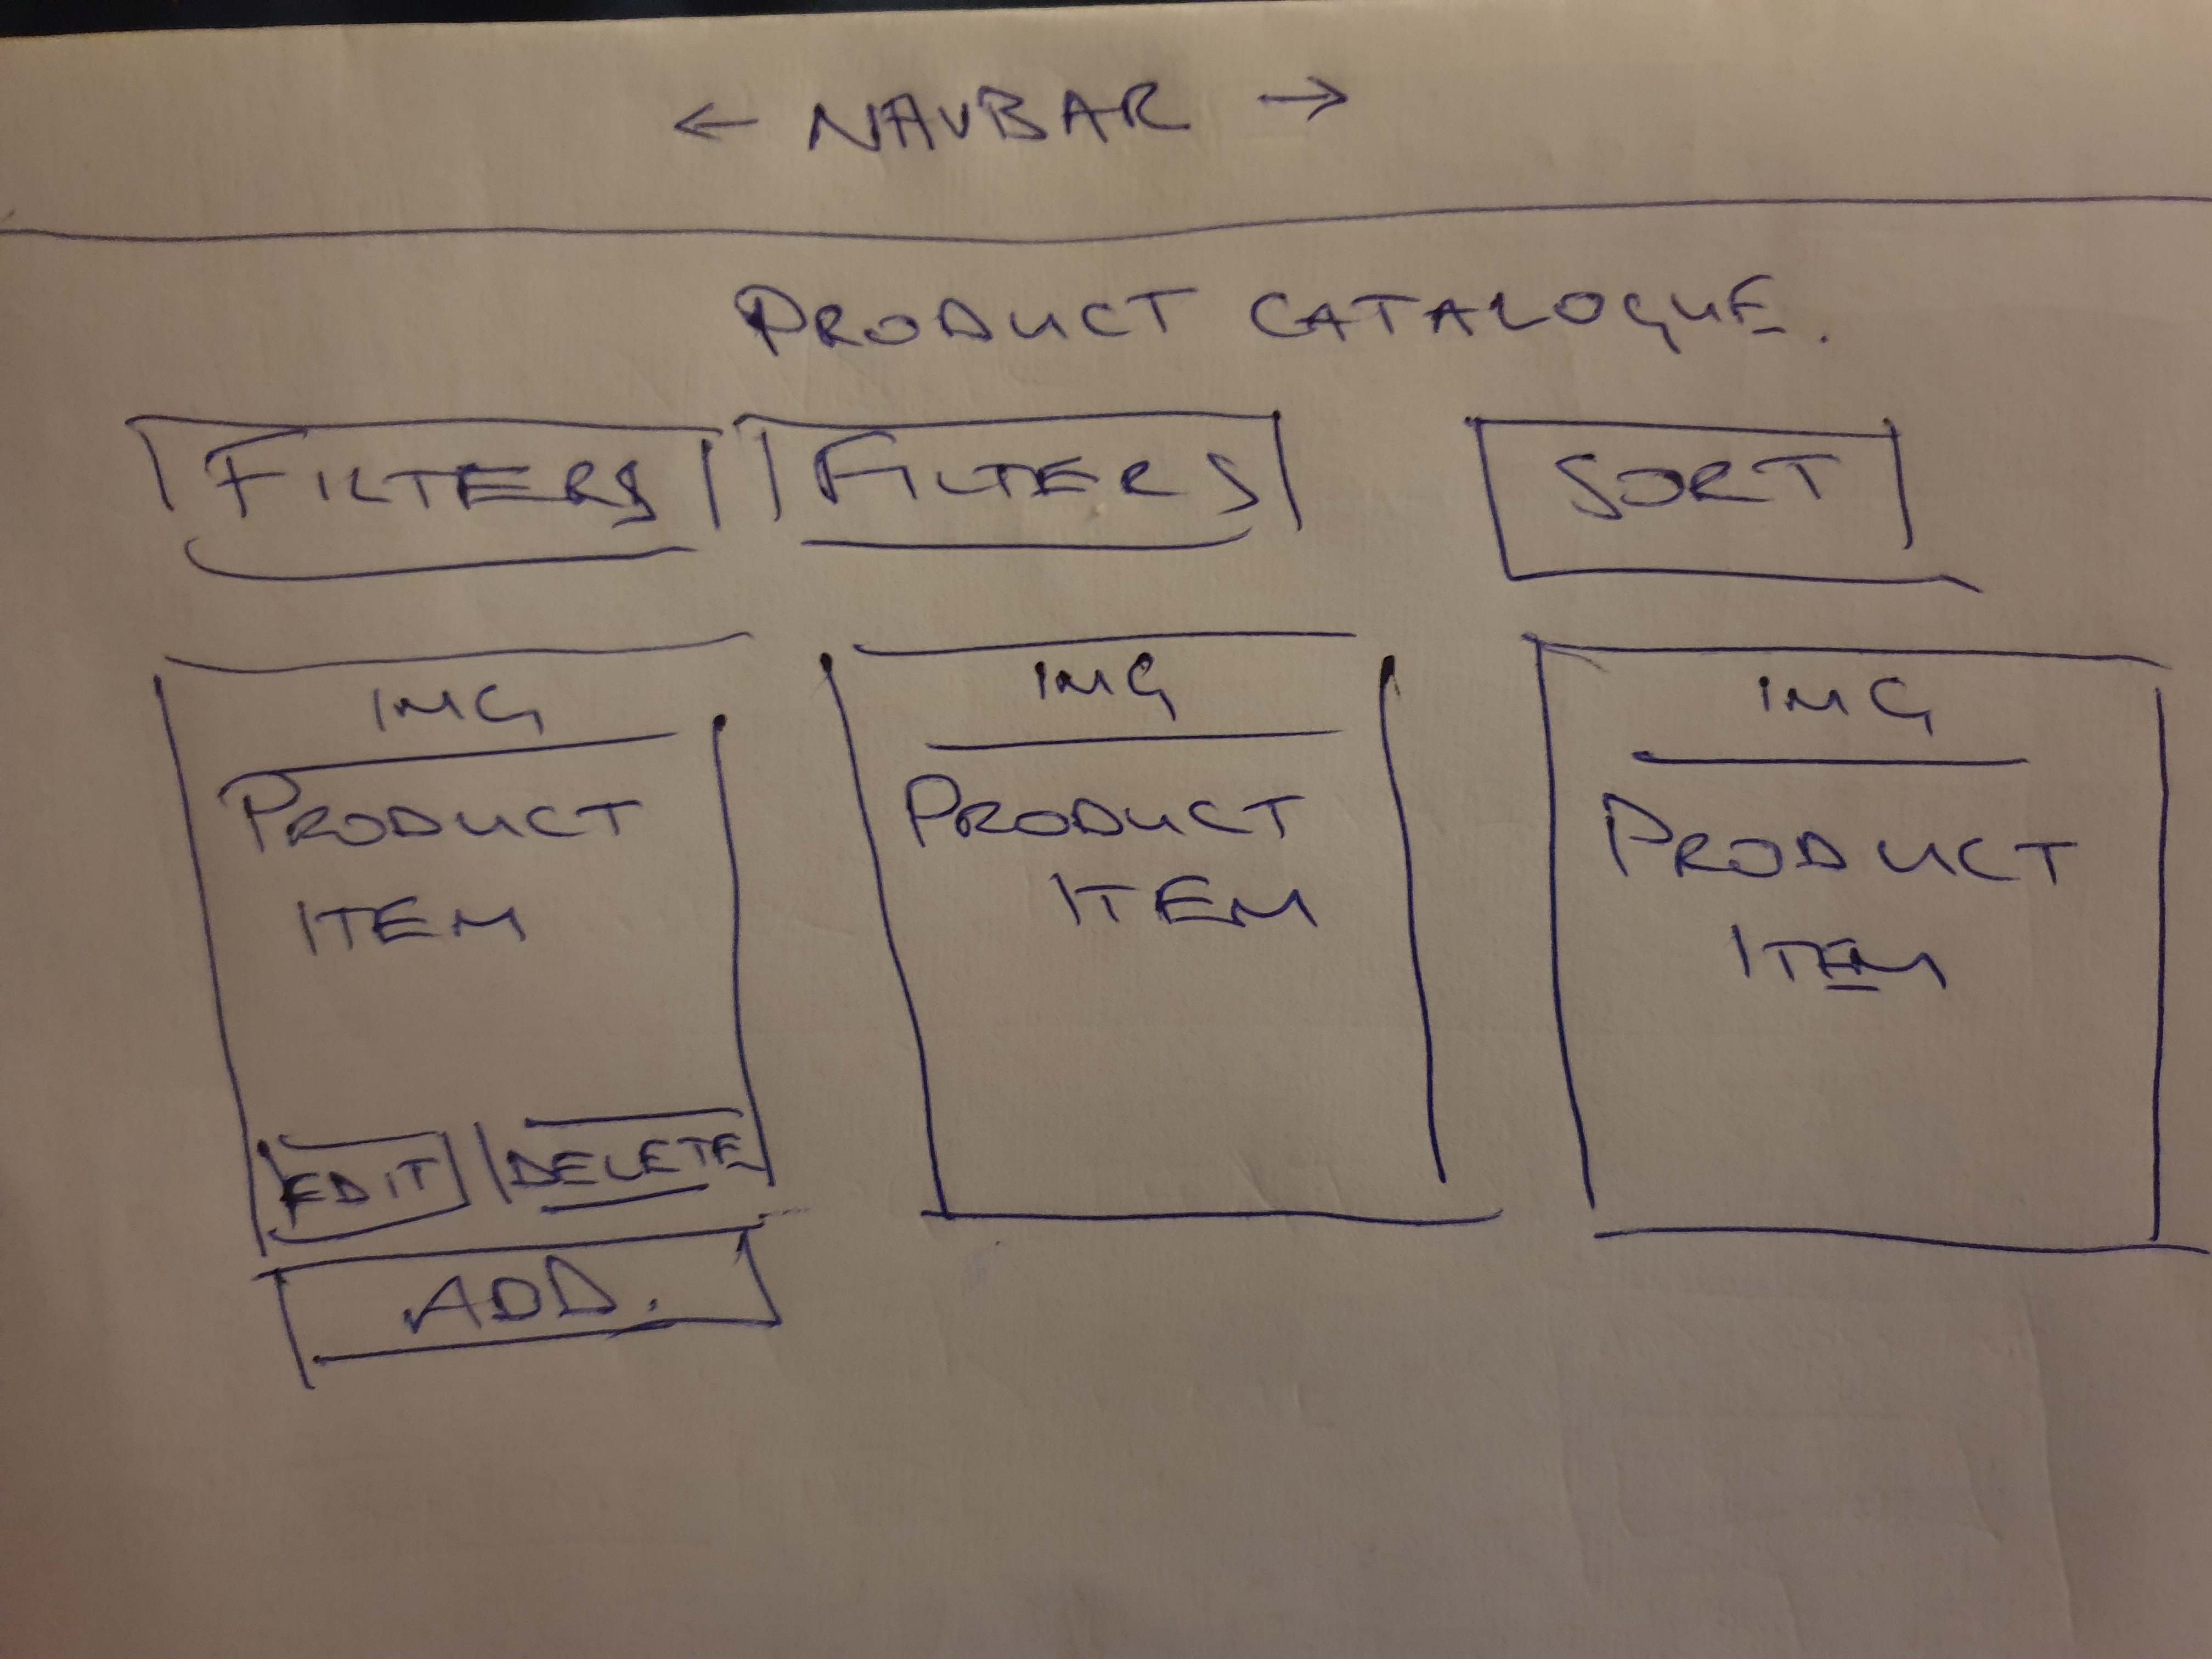 ← NAVBAR →
PRODUCT CATALOGUE.
FILTERS FILTERS SORT
IMG IMG IMG
PRODUCT PRODUCT PRODUCT
ITEM ITEM ITEM
EDIT DELETE
ADD.